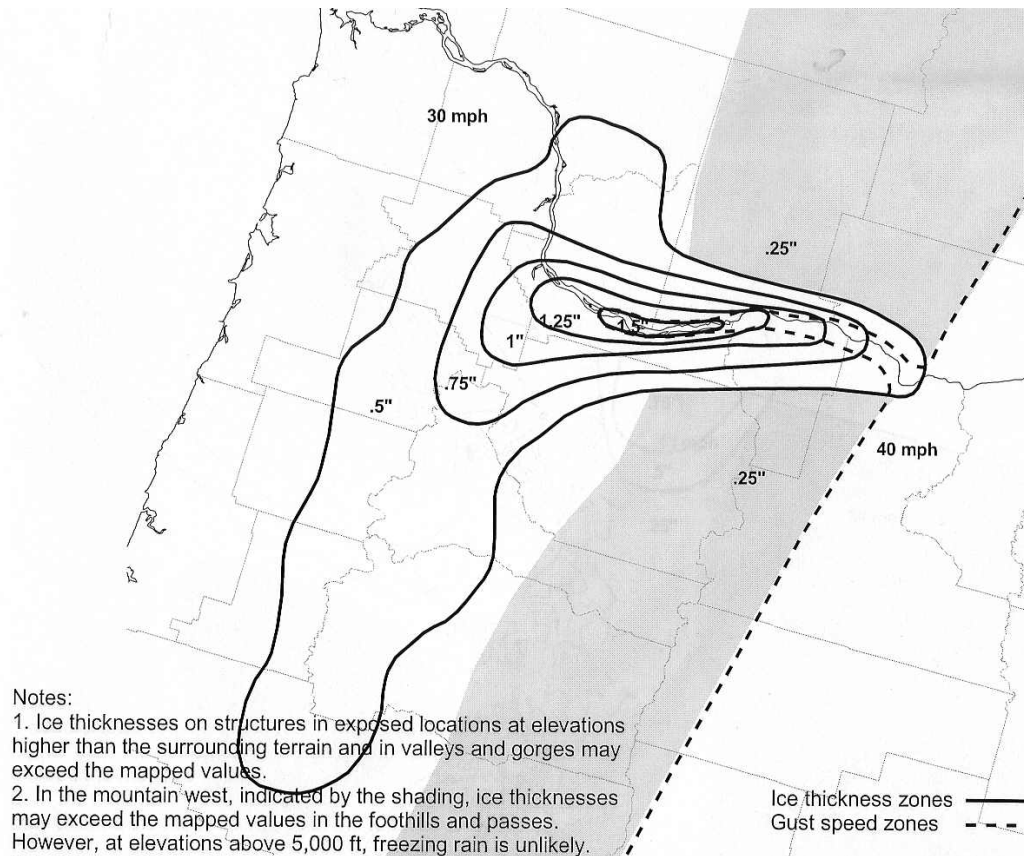 30 mph
.25"
1.25"
1.5"
1"
.75"
.5"
40 mph
.25"
Notes:
1. Ice thicknesses on structures in exposed locations at elevations
higher than the surrounding terrain and in valleys and gorges may
exceed the mapped values.
2. In the mountain west, indicated by the shading, ice thicknesses
may exceed the mapped values in the foothills and passes.
However, at elevations above 5,000 ft, freezing rain is unlikely.
Ice thickness zones
Gust speed zones